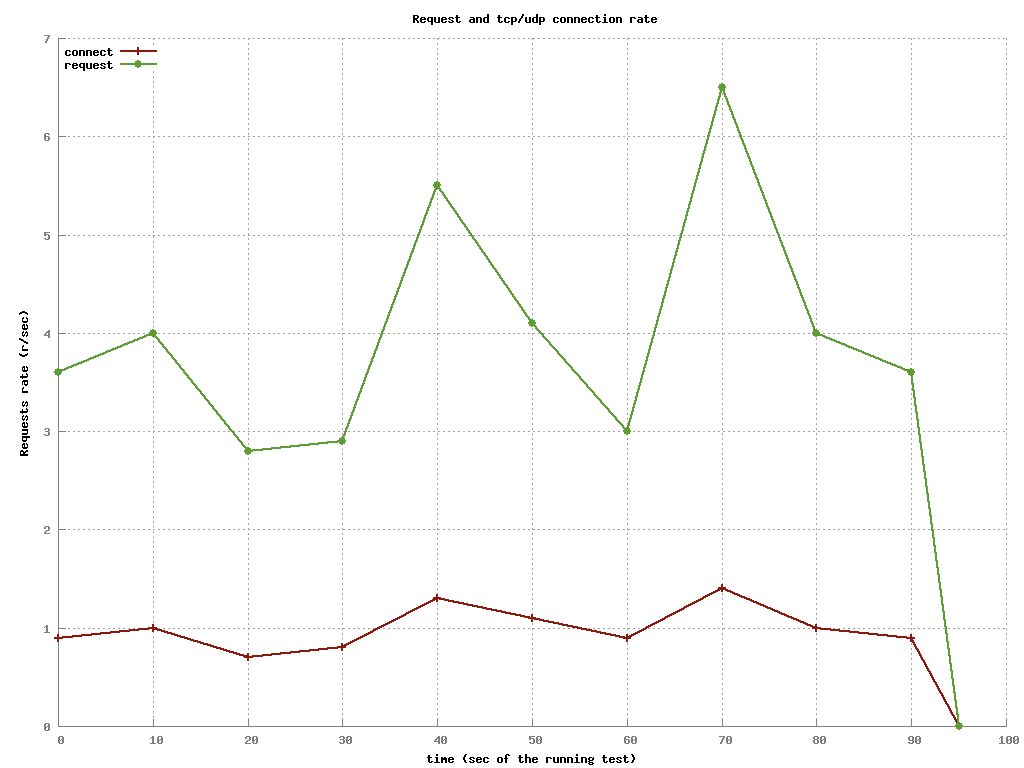 Request and tcp/udp connection rate
7
connect
request
6
5
4
3
2
1
0
Requests rate (r/sec)
0 10 20 30 40 50 60 70 80 90 100
time (sec of the running test)